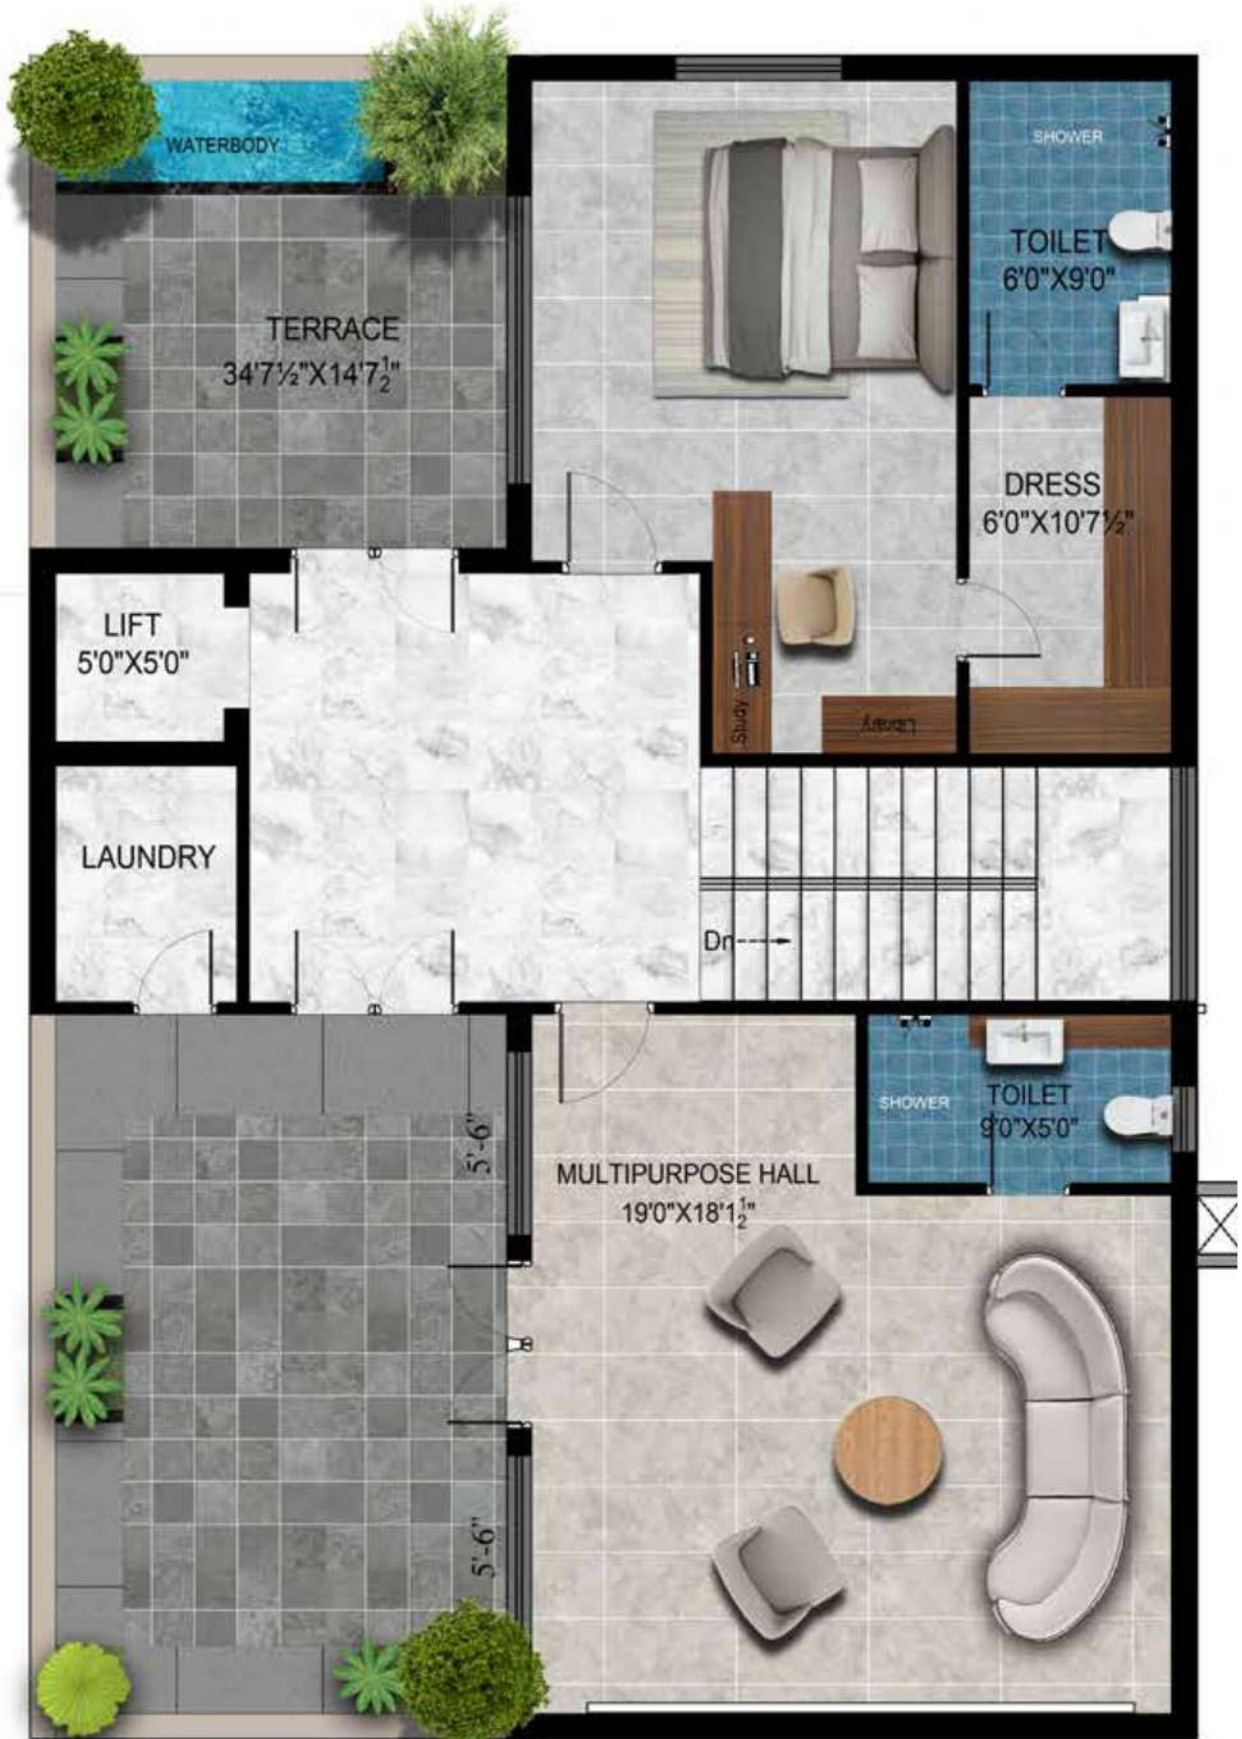 WATERBODY
SHOWER
TOILET
6'0"X9'0"
TERRACE
34'7½"X14'7½"
DRESS
6'0"X10'7½"
LIFT
5'0"X5'0"
Study
Library
LAUNDRY
Dn
SHOWER
TOILET
9'0"X5'0"
5'-6"
MULTIPURPOSE HALL
19'0"X18'1½"
5'-6"